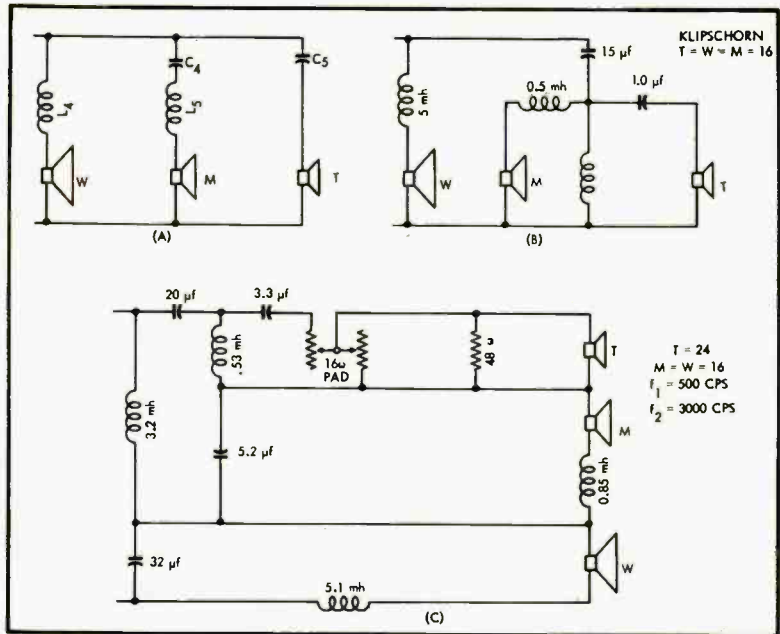 KLIPSCHORN
T = W = M = 16
C4
C5
L4
L5
W
M
T
(A)
15 µf
0.5 mh
1.0 µf
5 mh
W
M
T
(B)
20 µf
3.3 µf
.53 mh
16ω
PAD
48 ω
T
3.2 mh
5.2 µf
M
0.85 mh
32 µf
5.1 mh
W
T = 24
M = W = 16
f1 = 500 CPS
f2 = 3000 CPS
(C)